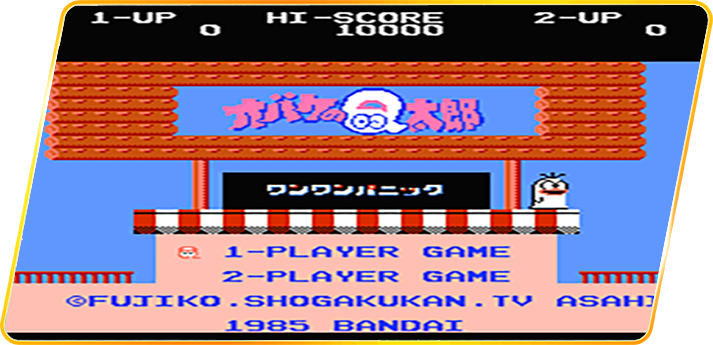 1-UP HI-SCORE 2-UP
0 10000 0
オバケのQ太郎
ワンワンパニック
1-PLAYER GAME
2-PLAYER GAME
©FUJIKO.SHOGAKUKAN.TV ASAHI
1985 BANDAI